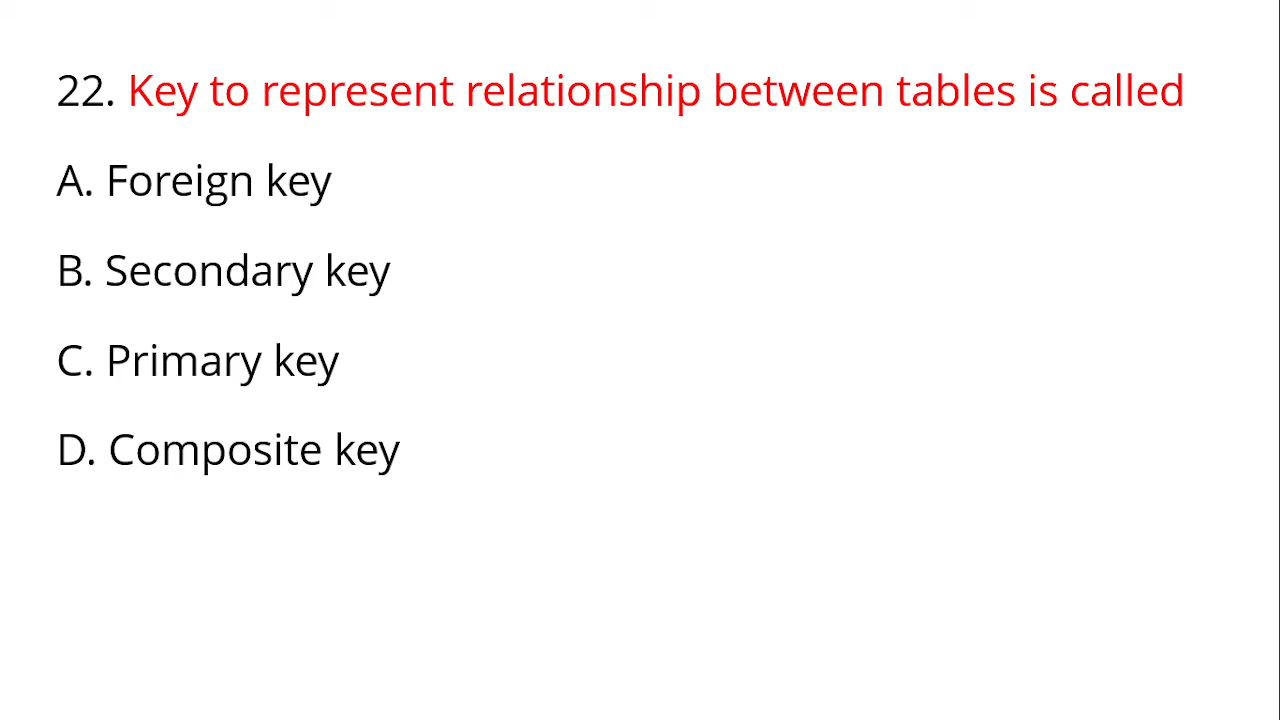 22. Key to represent relationship between tables is called
A. Foreign key
B. Secondary key
C. Primary key
D. Composite key